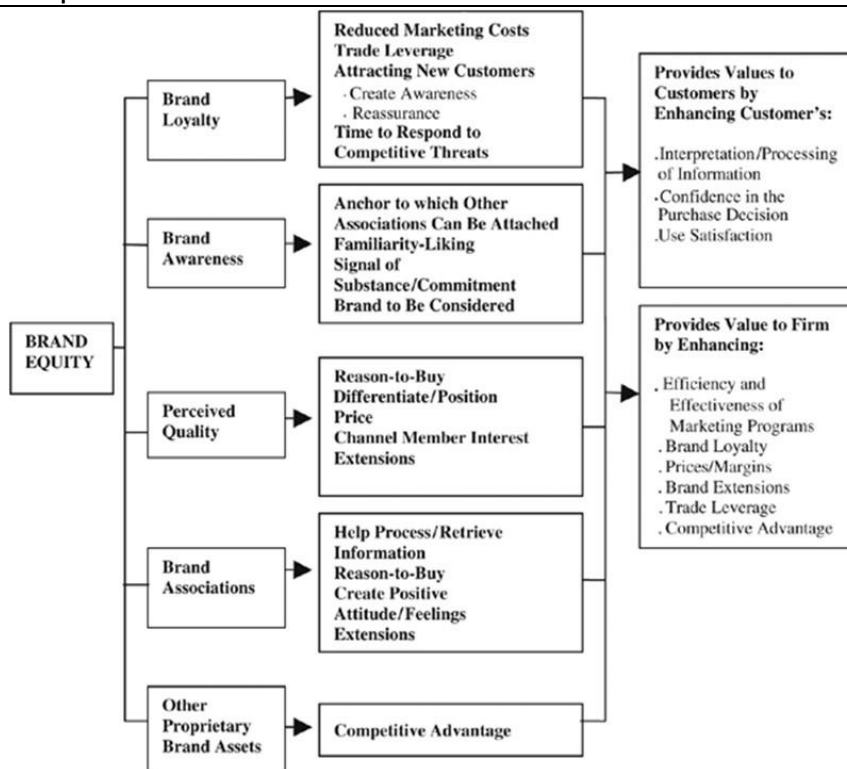 BRAND
EQUITY
Brand
Loyalty
Reduced Marketing Costs
Trade Leverage
Attracting New Customers
· Create Awareness
· Reassurance
Time to Respond to
Competitive Threats
Brand
Awareness
Anchor to which Other
Associations Can Be Attached
Familiarity-Liking
Signal of
Substance/Commitment
Brand to Be Considered
Perceived
Quality
Reason-to-Buy
Differentiate/Position
Price
Channel Member Interest
Extensions
Brand
Associations
Help Process/Retrieve
Information
Reason-to-Buy
Create Positive
Attitude/Feelings
Extensions
Other
Proprietary
Brand Assets
Competitive Advantage
Provides Values to
Customers by
Enhancing Customer's:
. Interpretation/Processing
of Information
. Confidence in the
Purchase Decision
. Use Satisfaction
Provides Value to Firm
by Enhancing:
. Efficiency and
Effectiveness of
Marketing Programs
. Brand Loyalty
. Prices/Margins
. Brand Extensions
. Trade Leverage
. Competitive Advantage